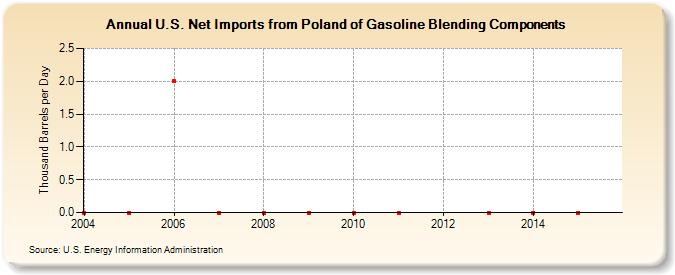 Annual U.S. Net Imports from Poland of Gasoline Blending Components
Thousand Barrels per Day
2.5
2.0
1.5
1.0
0.5
0.0
2004 2006 2008 2010 2012 2014
Source: U.S. Energy Information Administration